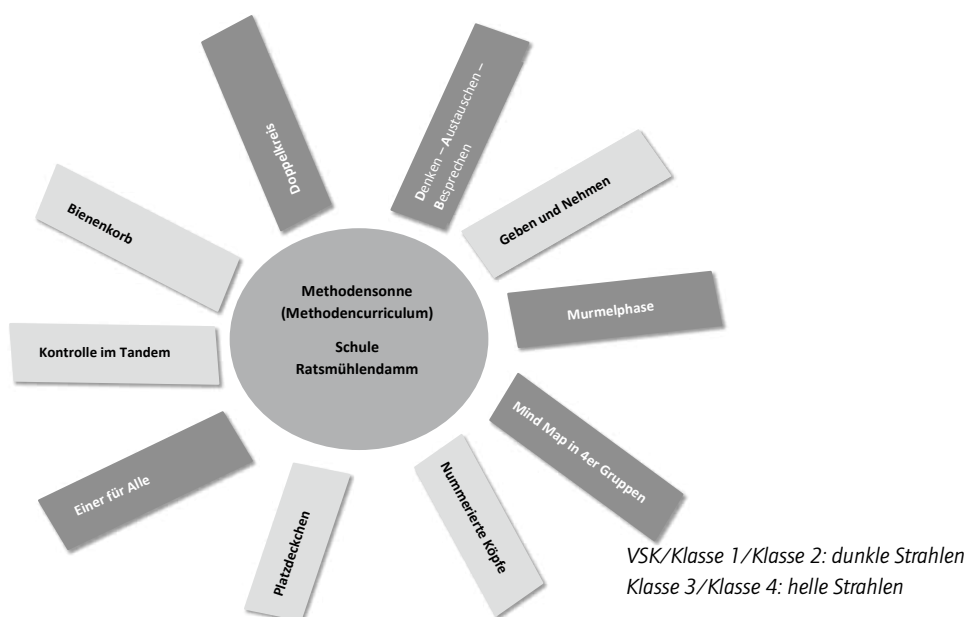 Doppelkreis
Denken – Austauschen –
Besprechen
Geben und Nehmen
Murmelphase
Mind Map in 4er Gruppen
Nummerierte Köpfe
Platzdeckchen
Einer für Alle
Kontrolle im Tandem
Bienenkorb
Methodensonne
(Methodencurriculum)
Schule
Ratsmühlendamm
VSK/Klasse 1/Klasse 2: dunkle Strahlen
Klasse 3/Klasse 4: helle Strahlen